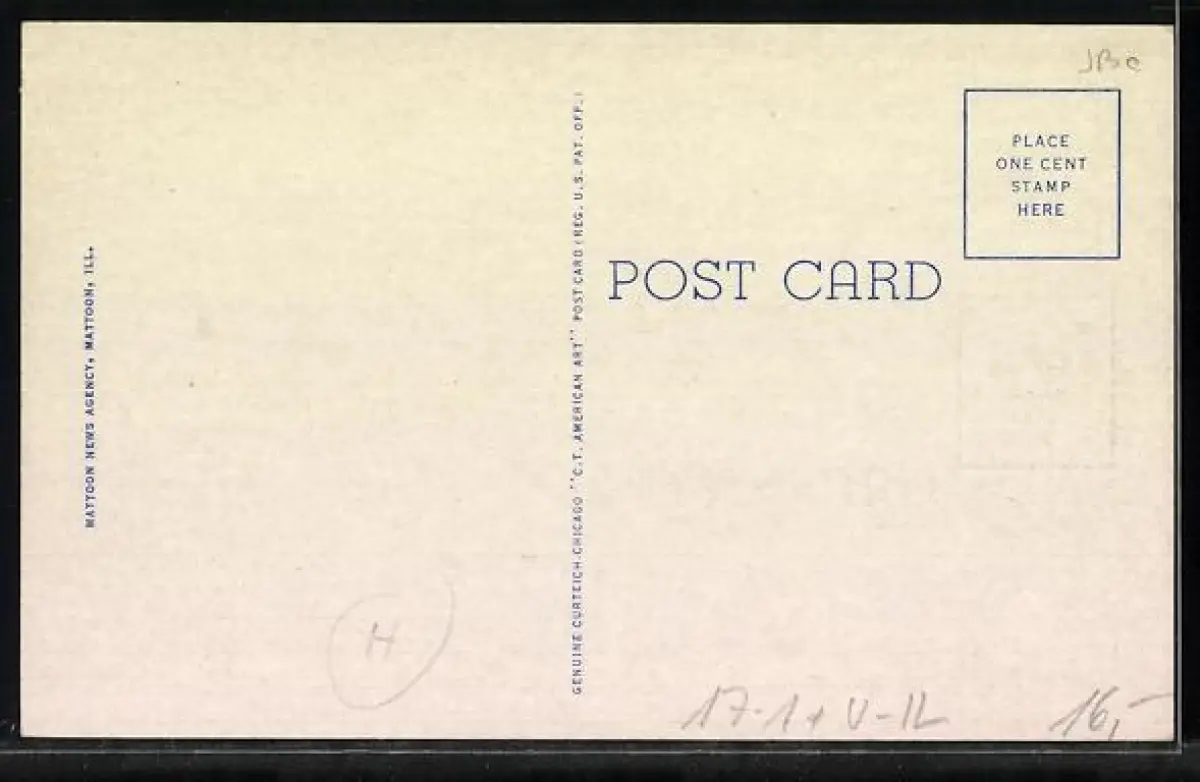 MATTOON NEWS AGENCY, MATTOON, ILL.
GENUINE CURTEICH-CHICAGO "C.T. AMERICAN ART" POST CARD (REG. U.S. PAT. OFF.)
PLACE
ONE CENT
STAMP
HERE
POST CARD
H
16,-